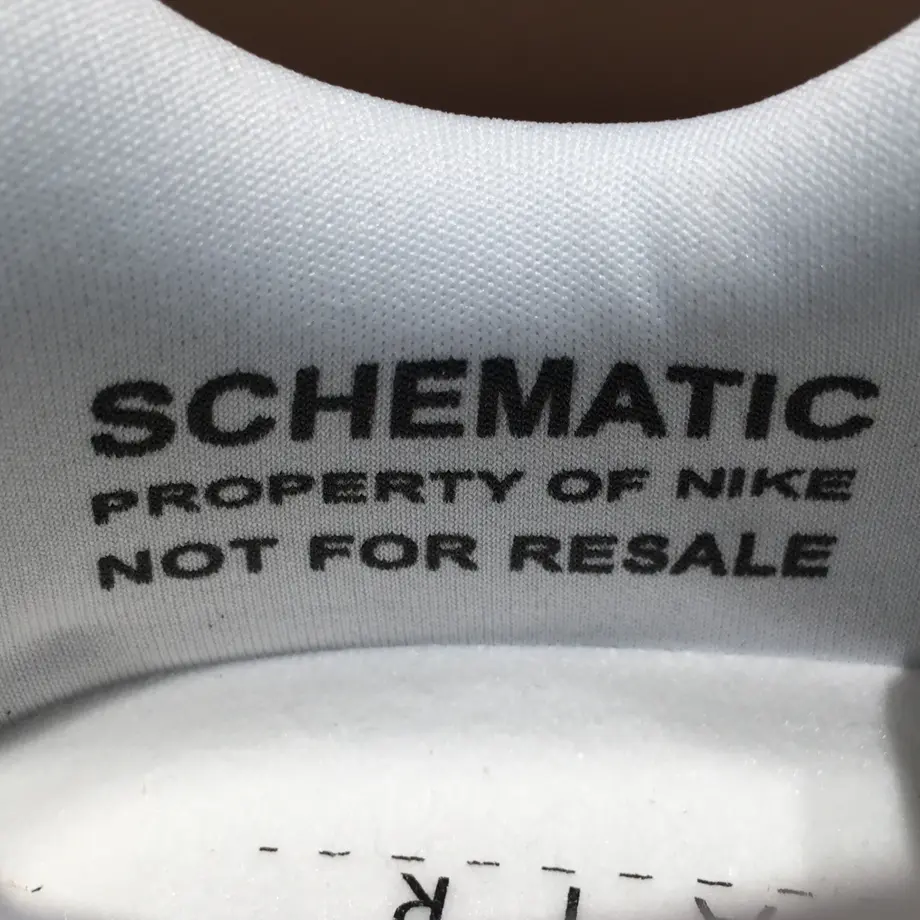 SCHEMATIC
PROPERTY OF NIKE
NOT FOR RESALE